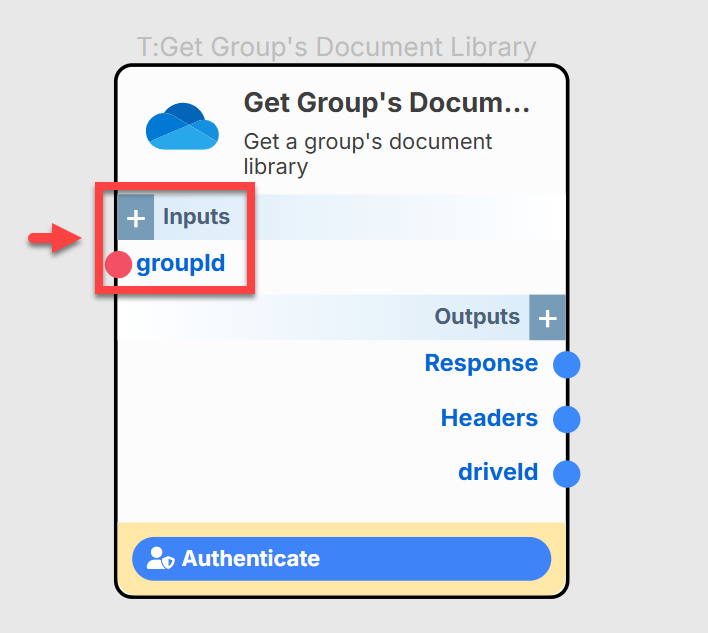 T:Get Group's Document Library
Get Group's Docum...
Get a group's document
library
+ Inputs
groupId
Outputs +
Response
Headers
driveId
Authenticate